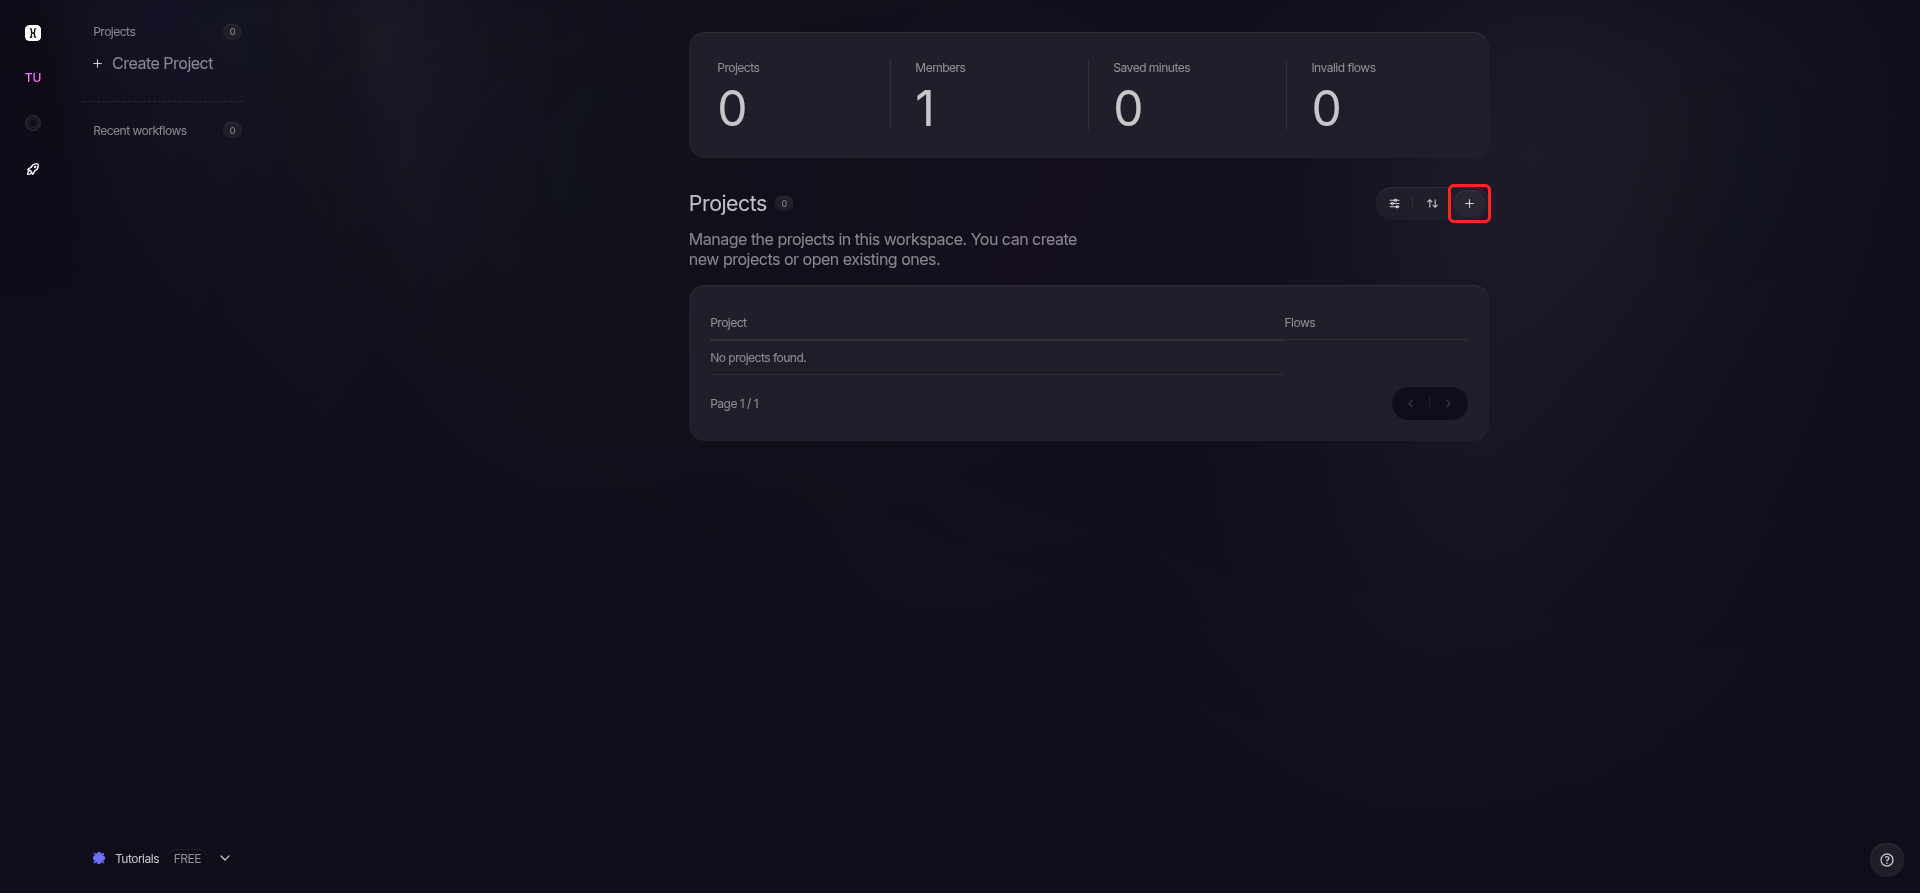 Projects 0
Create Project
TU
Recent workflows 0
Projects
0
Members
1
Saved minutes
0
Invalid flows
0
Projects 0
Manage the projects in this workspace. You can create
new projects or open existing ones.
Project Flows
No projects found.
Page 1 / 1
Tutorials FREE